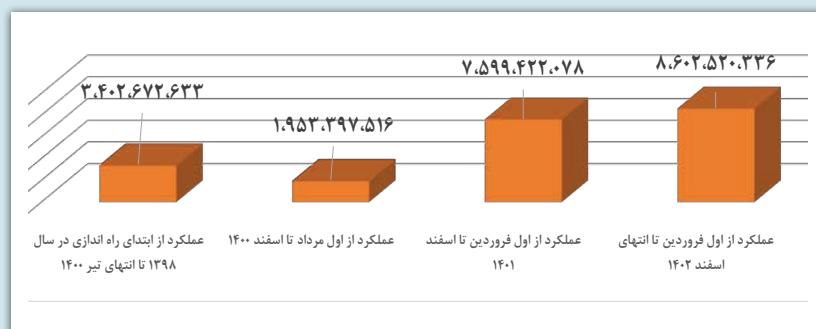 ۸،۶۰۲،۵۲۰،۳۳۶
۷،۵۹۹،۴۲۲،۰۷۸
۱،۹۵۳،۳۹۷،۵۱۶
۳،۴۰۲،۶۷۲،۶۳۳
عملکرد از اول فروردین تا انتهای
اسفند ۱۴۰۲
عملکرد از اول فروردین تا اسفند
۱۴۰۱
عملکرد از اول مرداد تا اسفند ۱۴۰۰
عملکرد از ابتدای راه اندازی در سال
۱۳۹۸ تا انتهای تیر ۱۴۰۰